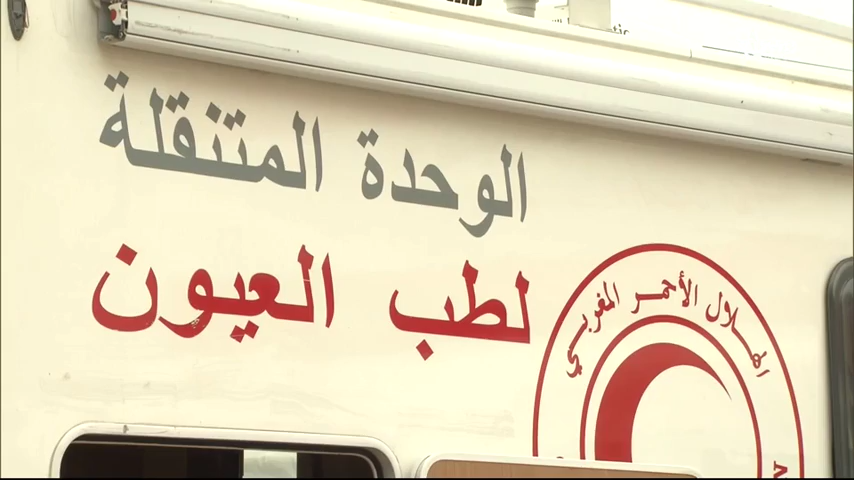 الوحدة المتنقلة
لطب العيون
الهلال الأحمر المغربي